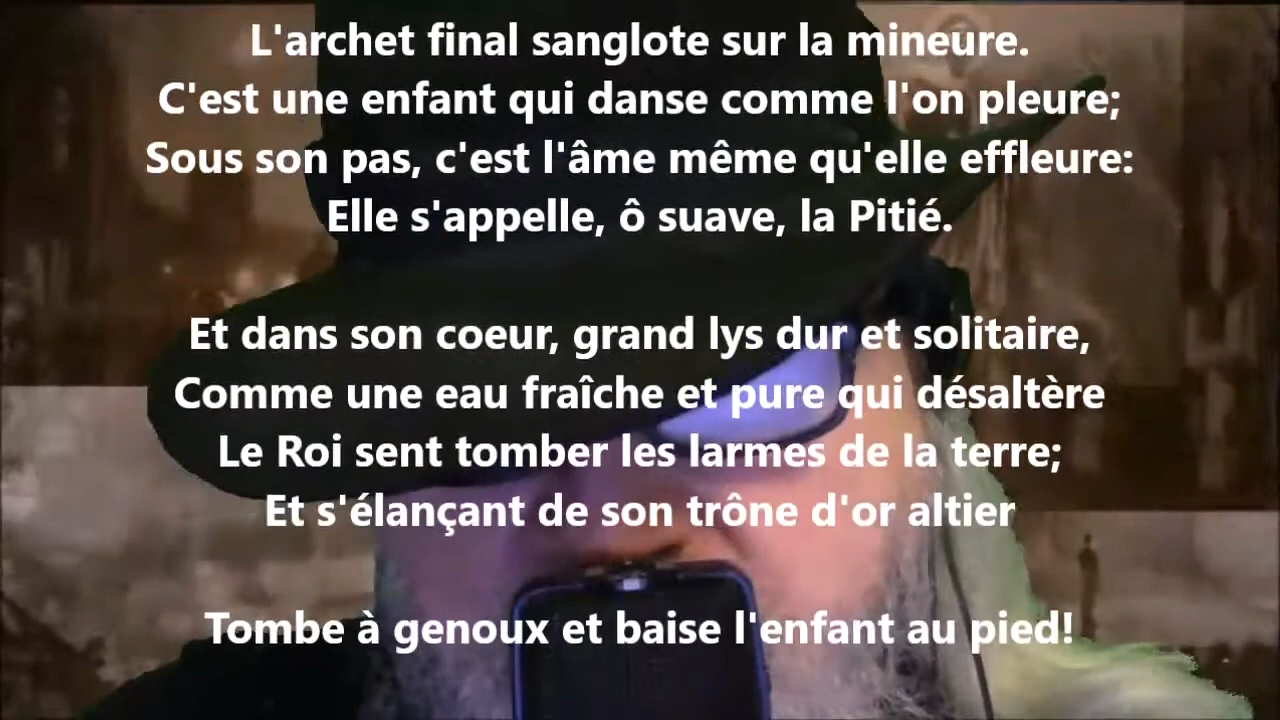 L'archet final sanglote sur la mineure.
C'est une enfant qui danse comme l'on pleure;
Sous son pas, c'est l'âme même qu'elle effleure:
Elle s'appelle, ô suave, la Pitié.
Et dans son coeur, grand lys dur et solitaire,
Comme une eau fraîche et pure qui désaltère
Le Roi sent tomber les larmes de la terre;
Et s'élançant de son trône d'or altier
Tombe à genoux et baise l'enfant au pied!